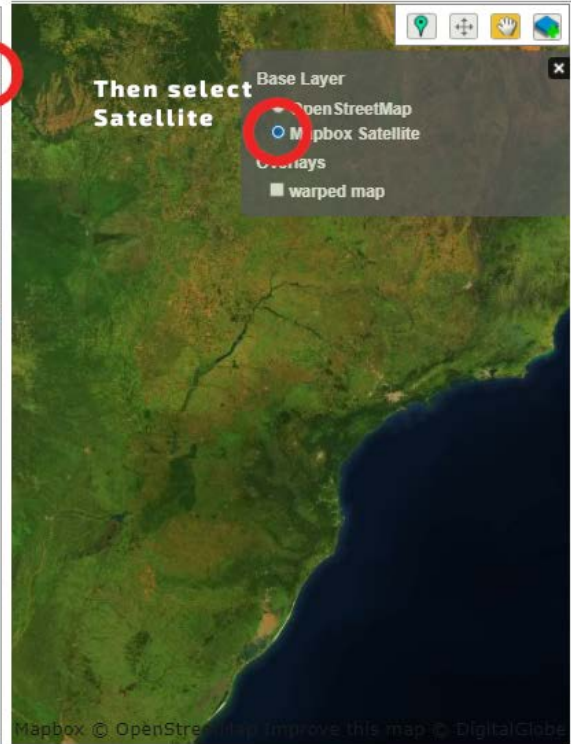 Then select
Satellite
Base Layer
OpenStreetMap
Mapbox Satellite
Overlays
warped map
Mapbox © OpenStreetMap Improve this map © DigitalGlobe